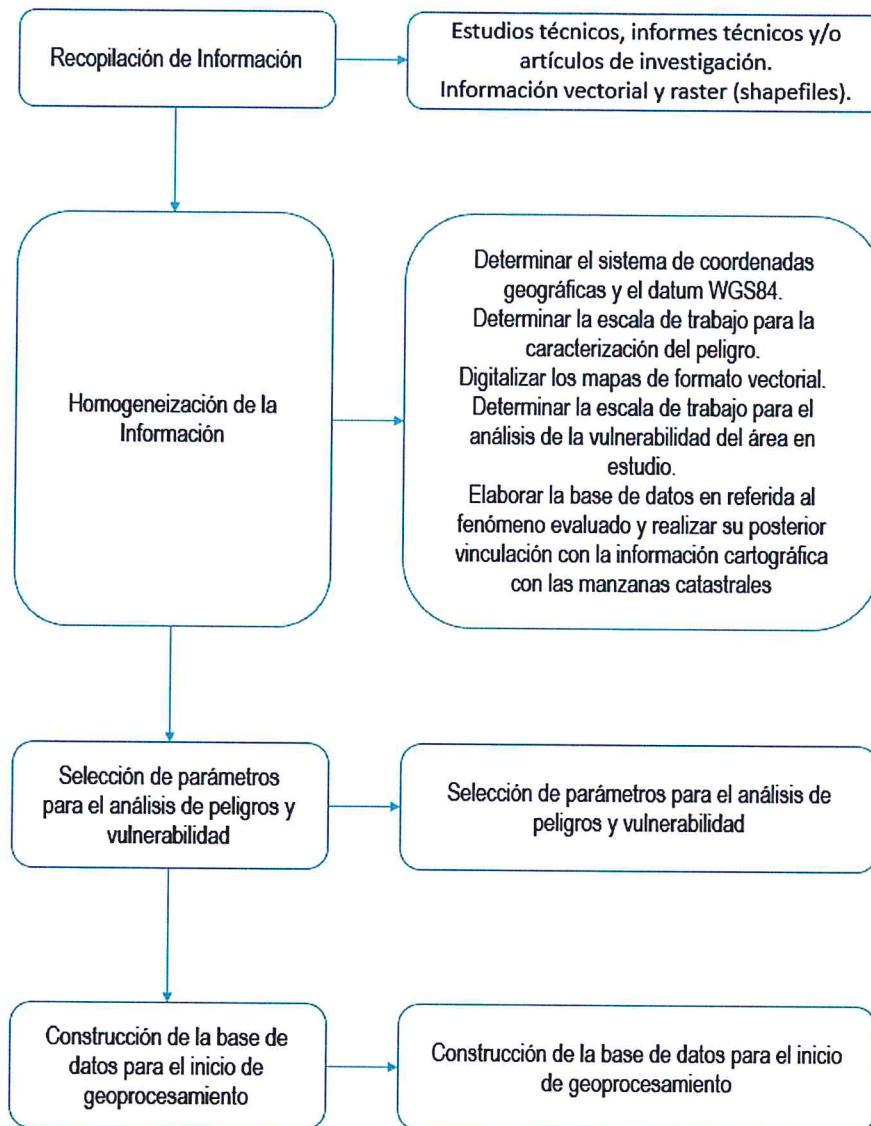 Recopilación de Información
Estudios técnicos, informes técnicos y/o
artículos de investigación.
Información vectorial y raster (shapefiles).
Homogeneización de la
Información
Determinar el sistema de coordenadas
geográficas y el datum WGS84.
Determinar la escala de trabajo para la
caracterización del peligro.
Digitalizar los mapas de formato vectorial.
Determinar la escala de trabajo para el
análisis de la vulnerabilidad del área en
estudio.
Elaborar la base de datos en referida al
fenómeno evaluado y realizar su posterior
vinculación con la información cartográfica
con las manzanas catastrales
Selección de parámetros
para el análisis de peligros y
vulnerabilidad
Selección de parámetros para el análisis de
peligros y vulnerabilidad
Construcción de la base de
datos para el inicio de
geoprocesamiento
Construcción de la base de datos para el inicio
de geoprocesamiento